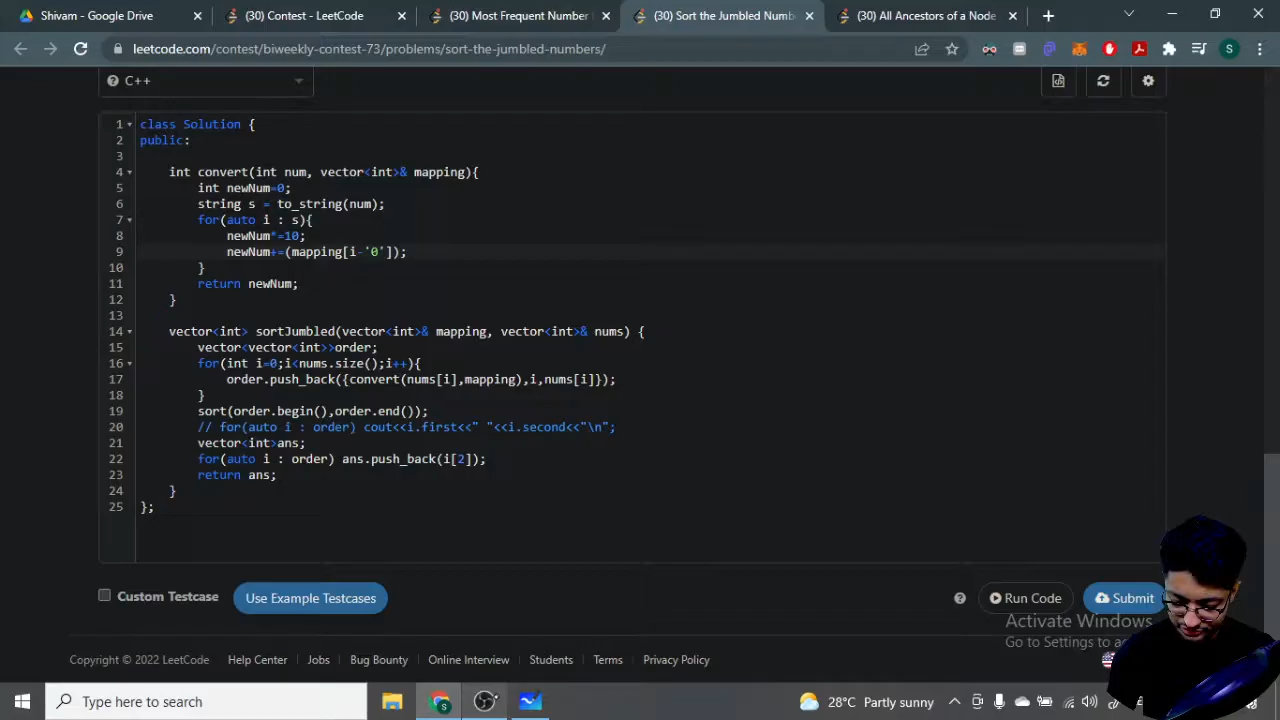 Shivam - Google Drive
(30) Contest - LeetCode
(30) Most Frequent Number
(30) Sort the Jumbled Numb
(30) All Ancestors of a Node
leetcode.com/contest/biweekly-contest-73/problems/sort-the-jumbled-numbers/
S
C++
1 class Solution {
2 public:
3
4 int convert(int num, vector<int>& mapping){
5 int newNum=0;
6 string s = to_string(num);
7 for(auto i : s){
8 newNum*=10;
9 newNum+=(mapping[i-'0']);
10 }
11 return newNum;
12 }
13
14 vector<int> sortJumbled(vector<int>& mapping, vector<int>& nums) {
15 vector<vector<int>>order;
16 for(int i=0;i<nums.size();i++){
17 order.push_back({convert(nums[i],mapping),i,nums[i]});
18 }
19 sort(order.begin(),order.end());
20 // for(auto i : order) cout<<i.first<<" "<<i.second<<"\n";
21 vector<int>ans;
22 for(auto i : order) ans.push_back(i[2]);
23 return ans;
24 }
25 };
Custom Testcase
Use Example Testcases
Run Code
Submit
Activate Windows
Go to Settings to
Copyright © 2022 LeetCode
Help Center
Jobs
Bug Bounty
Online Interview
Students
Terms
Privacy Policy
Type here to search
28°C Partly sunny